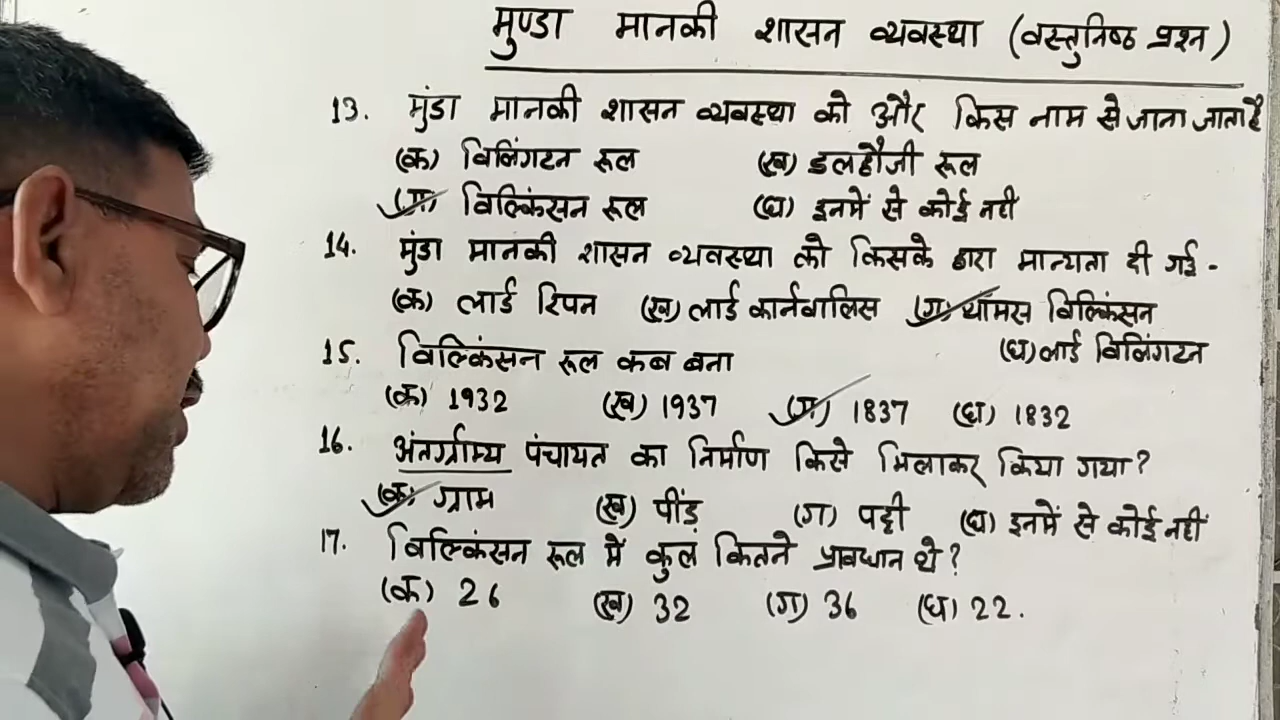 मुण्डा मानकी शासन व्यवस्था (वस्तुनिष्ठ प्रश्न)
13. मुंडा मानकी शासन व्यवस्था को और किस नाम से जाना जाता है
(क) विलिंगटन रूल (ख) डलहौजी रूल
(ग) विल्किंसन रूल (घ) इनमें से कोई नही
14. मुंडा मानकी शासन व्यवस्था को किसके द्वारा मान्यता दी गई -
(क) लार्ड रिपन (ख) लार्ड कार्नवालिस (ग) थॉमस विल्किंसन
(घ) लार्ड विलिंगटन
15. विल्किंसन रूल कब बना
(क) 1932 (ख) 1937 (ग) 1837 (घ) 1832
16. अंतर्ग्राम्य पंचायत का निर्माण किसे मिलाकर किया गया?
(क) ग्राम (ख) पींड़ (ग) पट्टी (घ) इनमें से कोई नहीं
17. विल्किंसन रूल में कुल कितने प्रावधान थे?
(क) 26 (ख) 32 (ग) 36 (घ) 22.